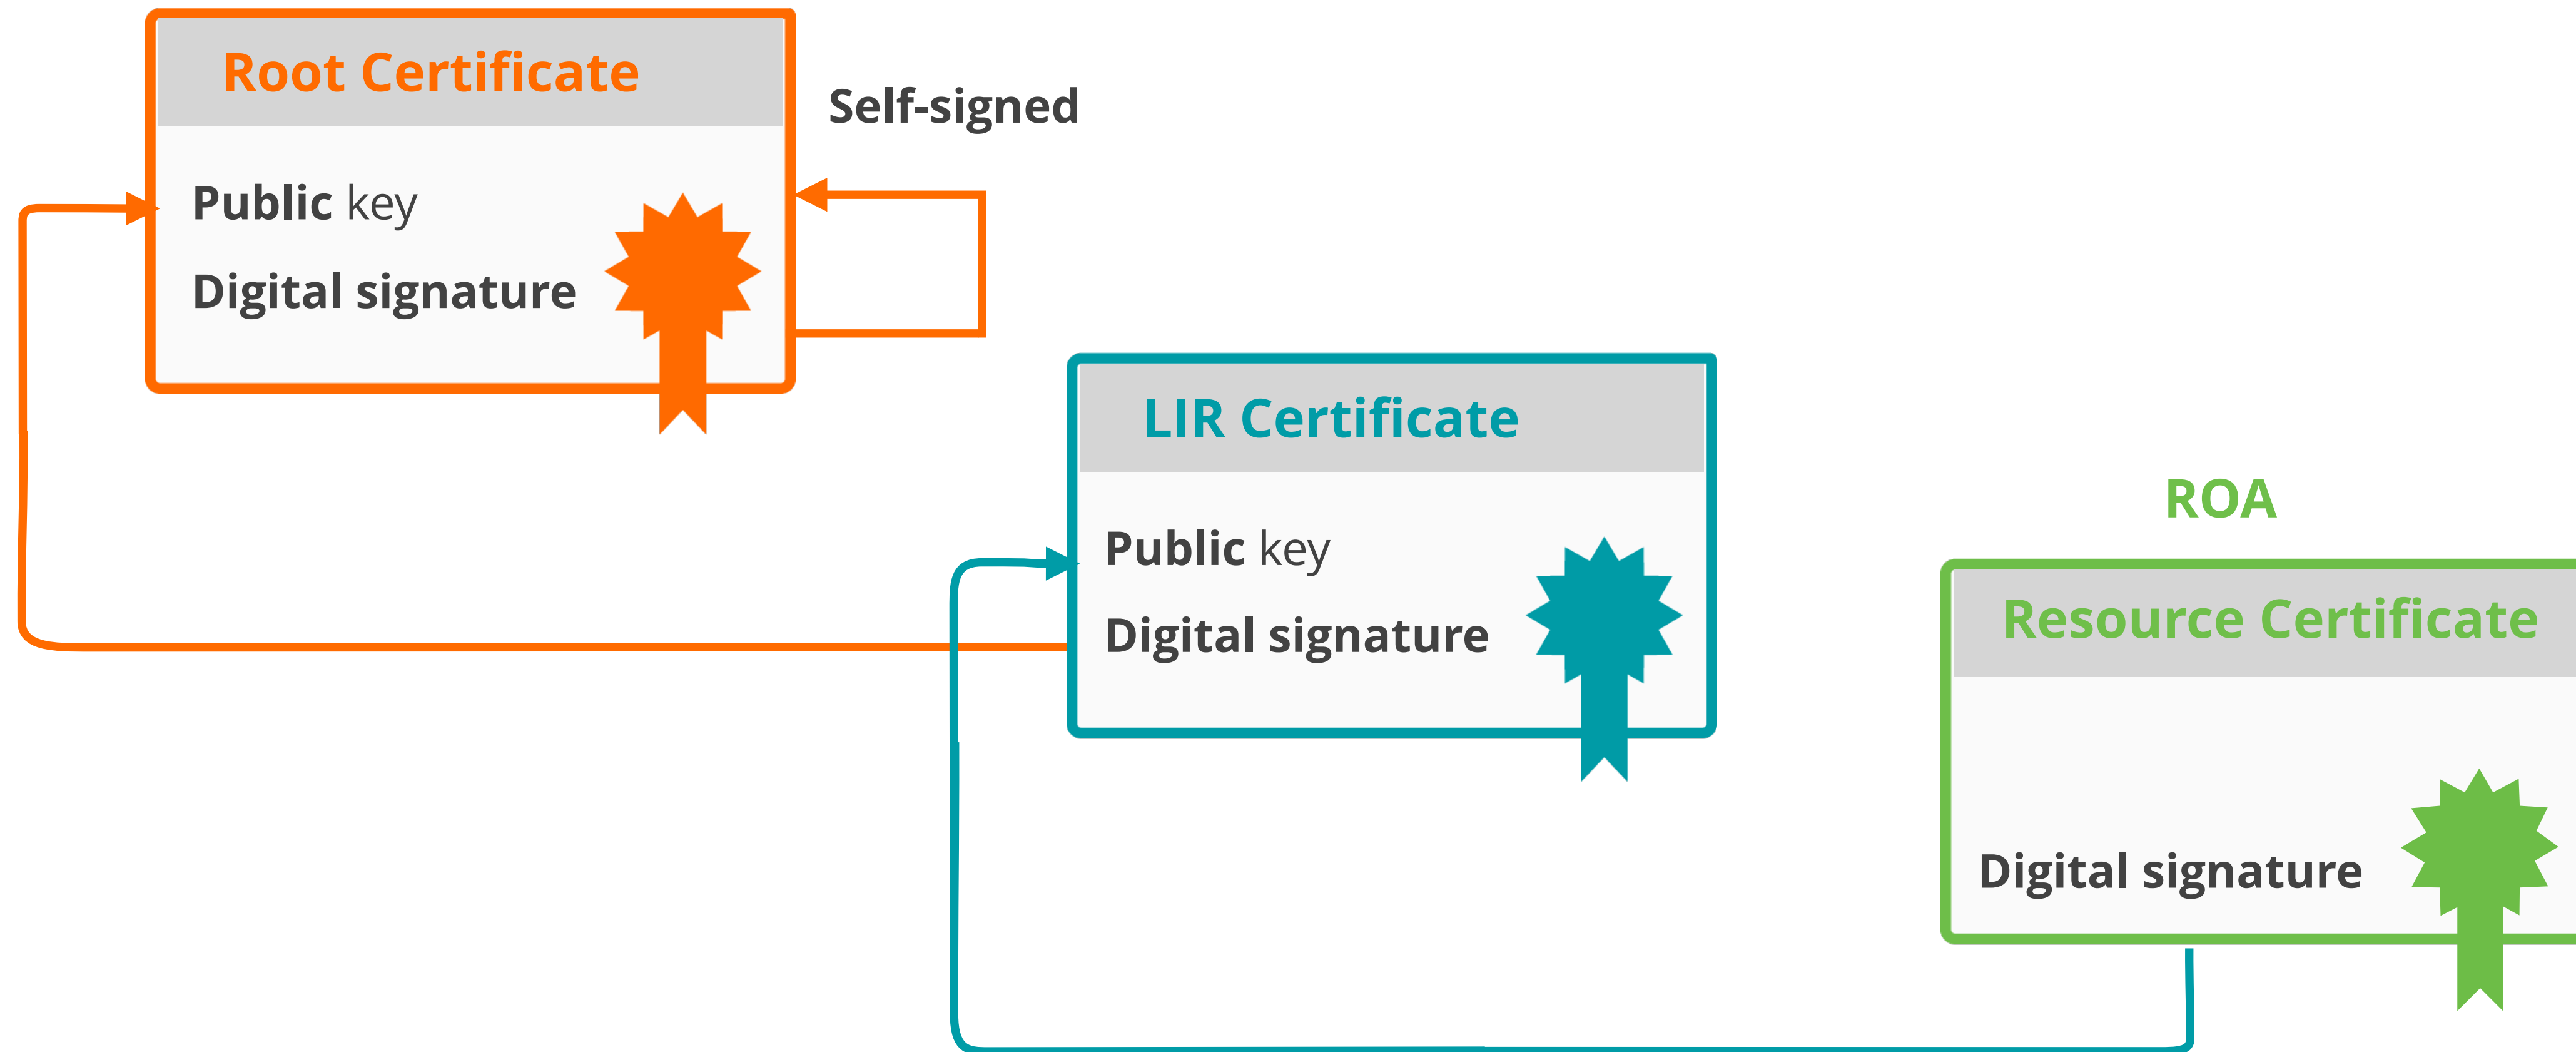 Root Certificate
Self-signed
Public key
Digital signature
LIR Certificate
Public key
Digital signature
ROA
Resource Certificate
Digital signature